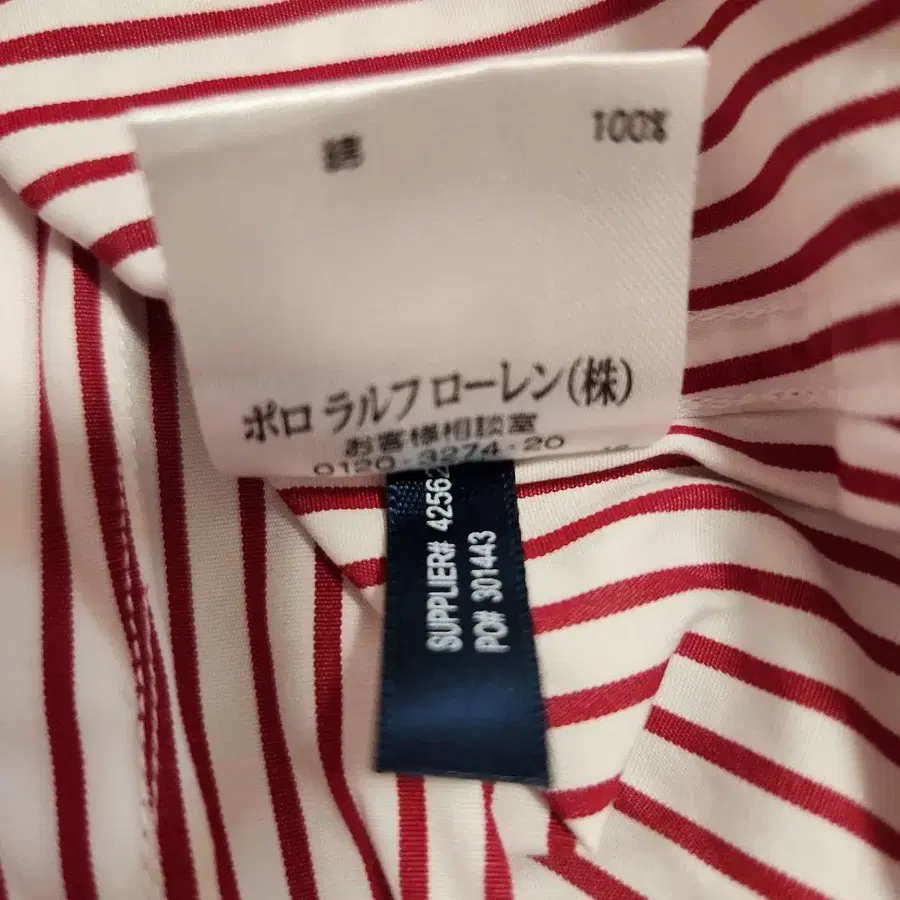 綿 100%
ポロ ラルフ ローレン(株)
お客様相談室
0120-3274-20
SUPPLIER# 4256
PO# 301443